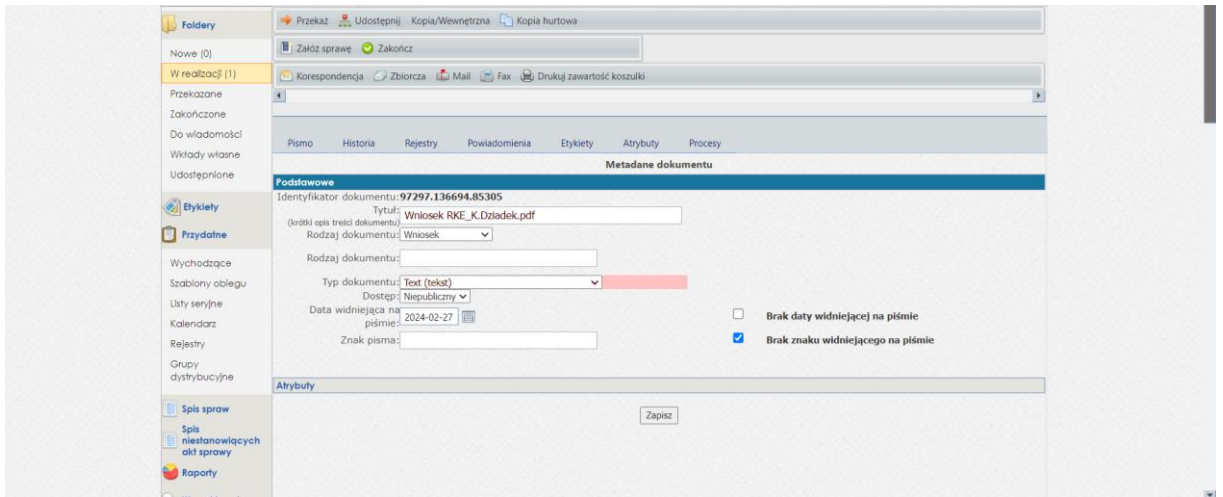 Foldery
Nowe (0)
W realizacji (1)
Przekazane
Zakończone
Do wiadomości
Wkłady własne
Udostępnione
Etykiety
Przydatne
Wychodzące
Szablony obiegu
Listy seryjne
Kalendarz
Rejestry
Grupy
dystrybucyjne
Spis spraw
Spis
niestanowiących
akt sprawy
Raporty
Przekaż Udostępnij Kopia/Wewnętrzna Kopia hurtowa
Załóż sprawę Zakończ
Korespondencja Zbiorcza Mail Fax Drukuj zawartość koszulki
Pismo Historia Rejestry Powiadomienia Etykiety Atrybuty Procesy
Metadane dokumentu
Podstawowe
Identyfikator dokumentu: 97297.136694.85305
Tytuł: Wniosek RKE_K.Dziadek.pdf
(krótki opis treści dokumentu)
Rodzaj dokumentu: Wniosek
Rodzaj dokumentu:
Typ dokumentu: Text (tekst)
Dostęp: Niepubliczny
Data widniejąca na
piśmie: 2024-02-27 Brak daty widniejącej na piśmie
Znak pisma: Brak znaku widniejącego na piśmie
Atrybuty
Zapisz